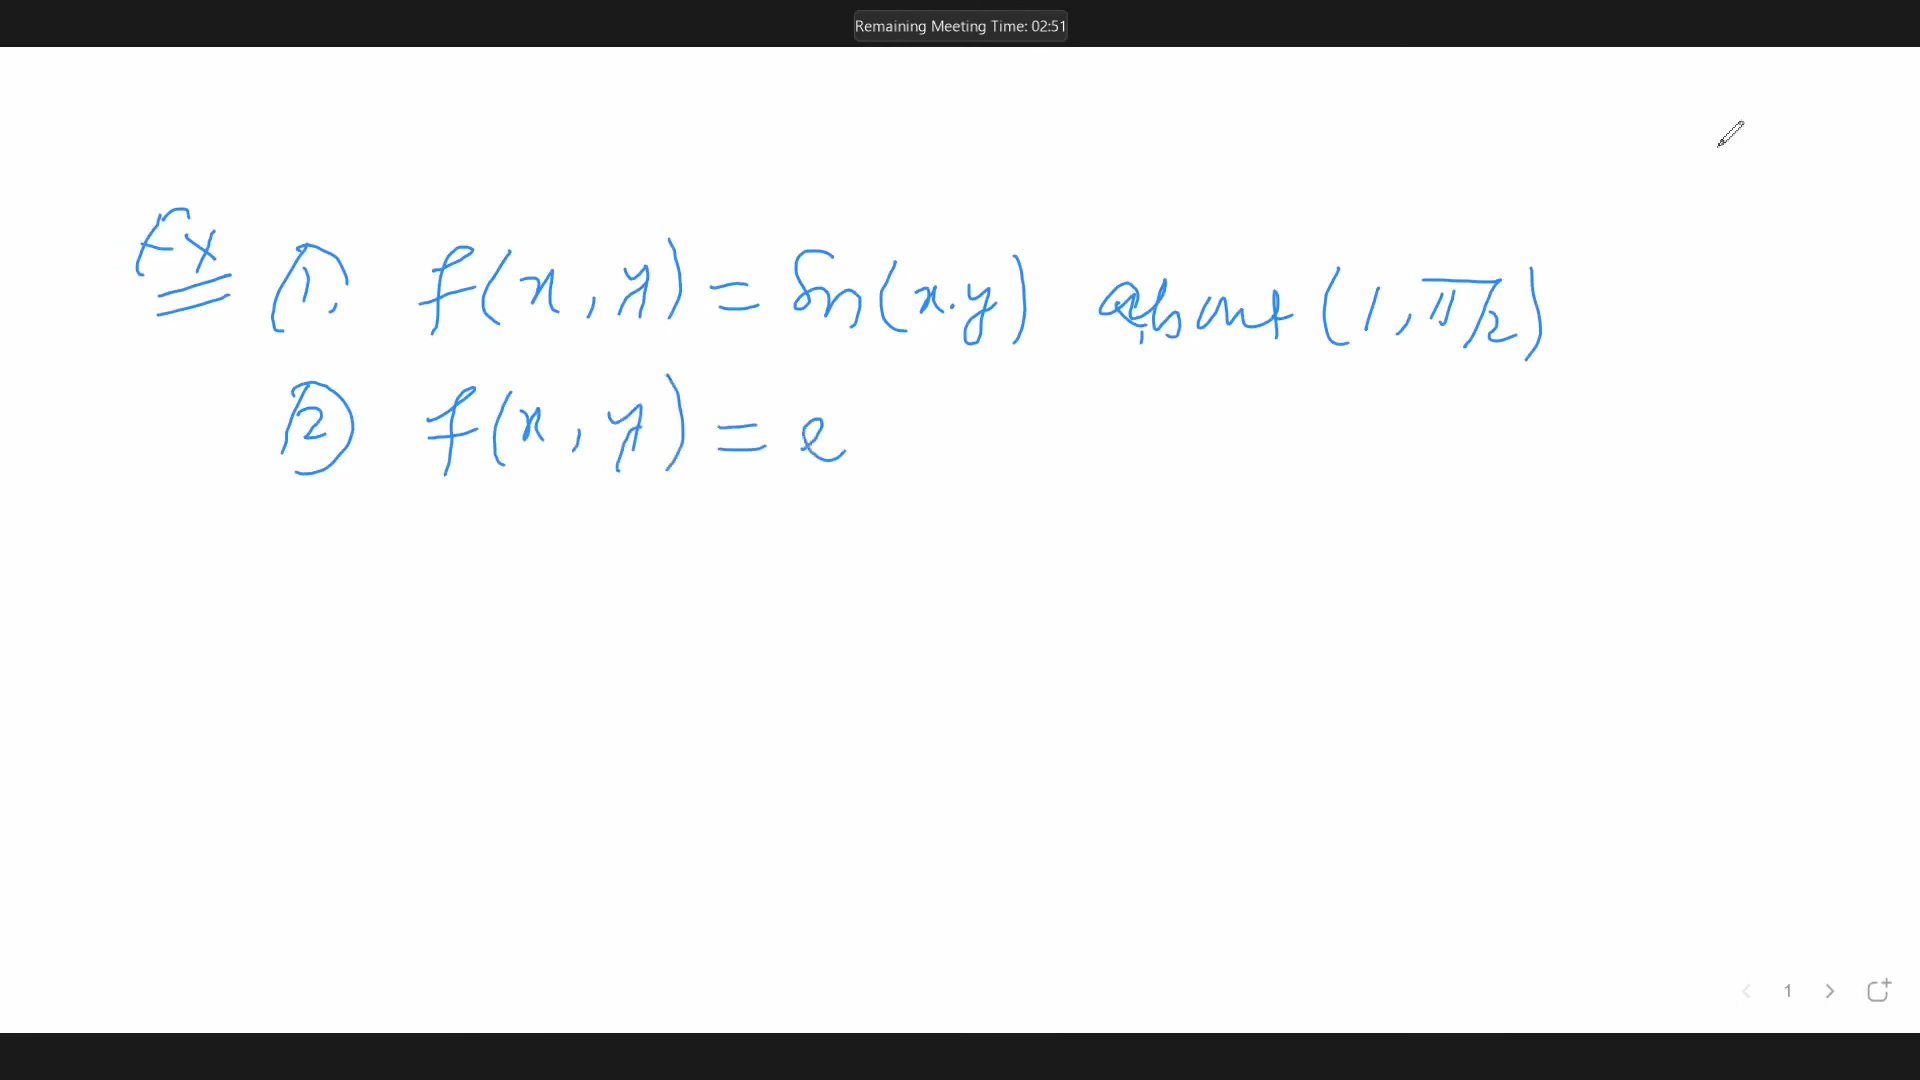 Remaining Meeting Time: 02:51
Ex ① f(x, y) = Sin(x.y) about (1, π/2)
② f(x, y) = e
1